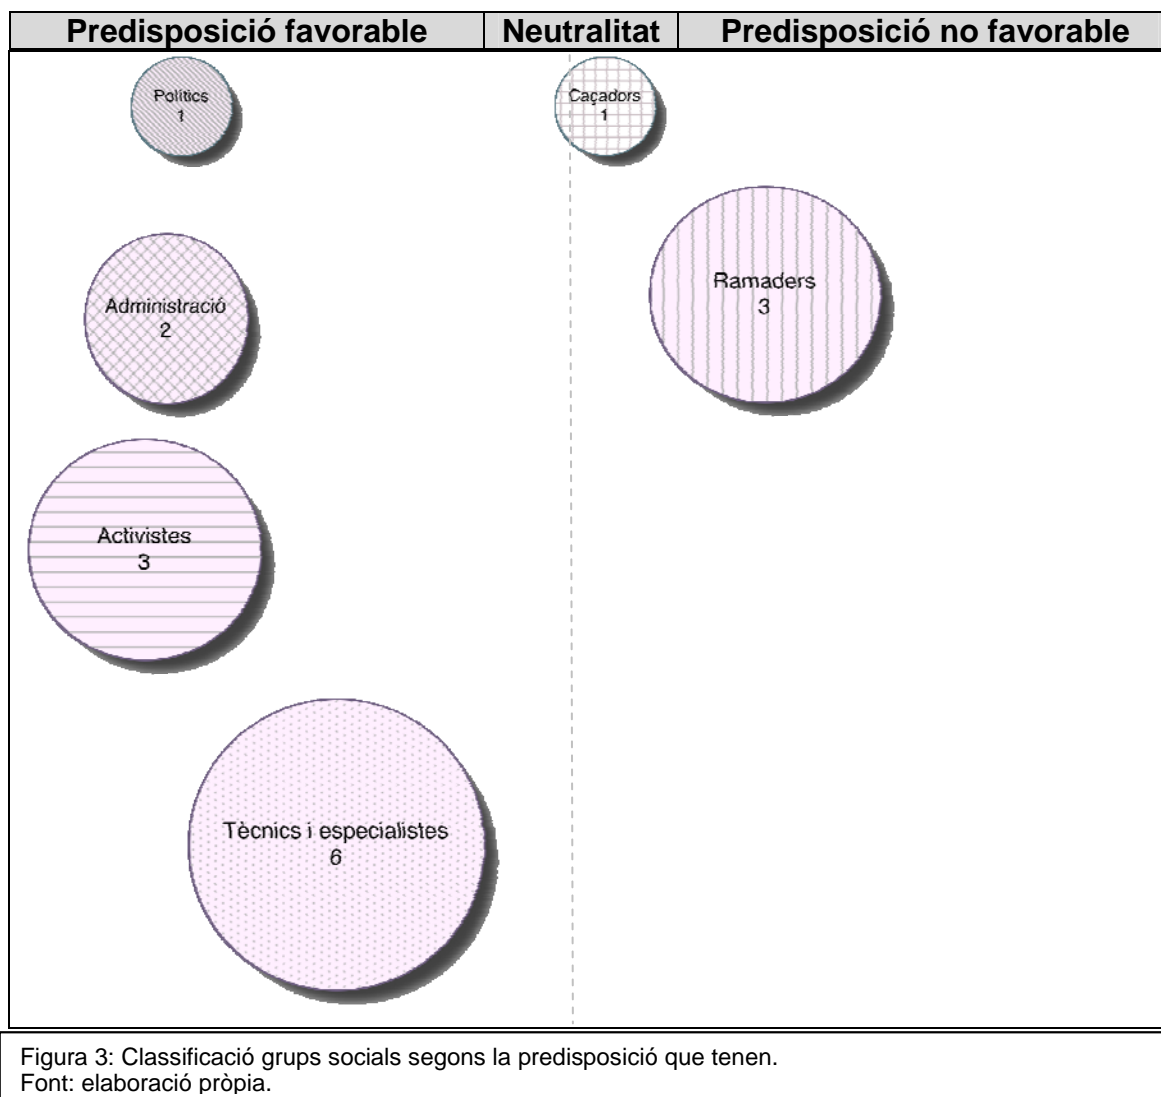 Predisposició favorable Neutralitat Predisposició no favorable
Polítics
1
Caçadors
1
Ramaders
3
Administració
2
Activistes
3
Tècnics i especialistes
6
Figura 3: Classificació grups socials segons la predisposició que tenen.
Font: elaboració pròpia.